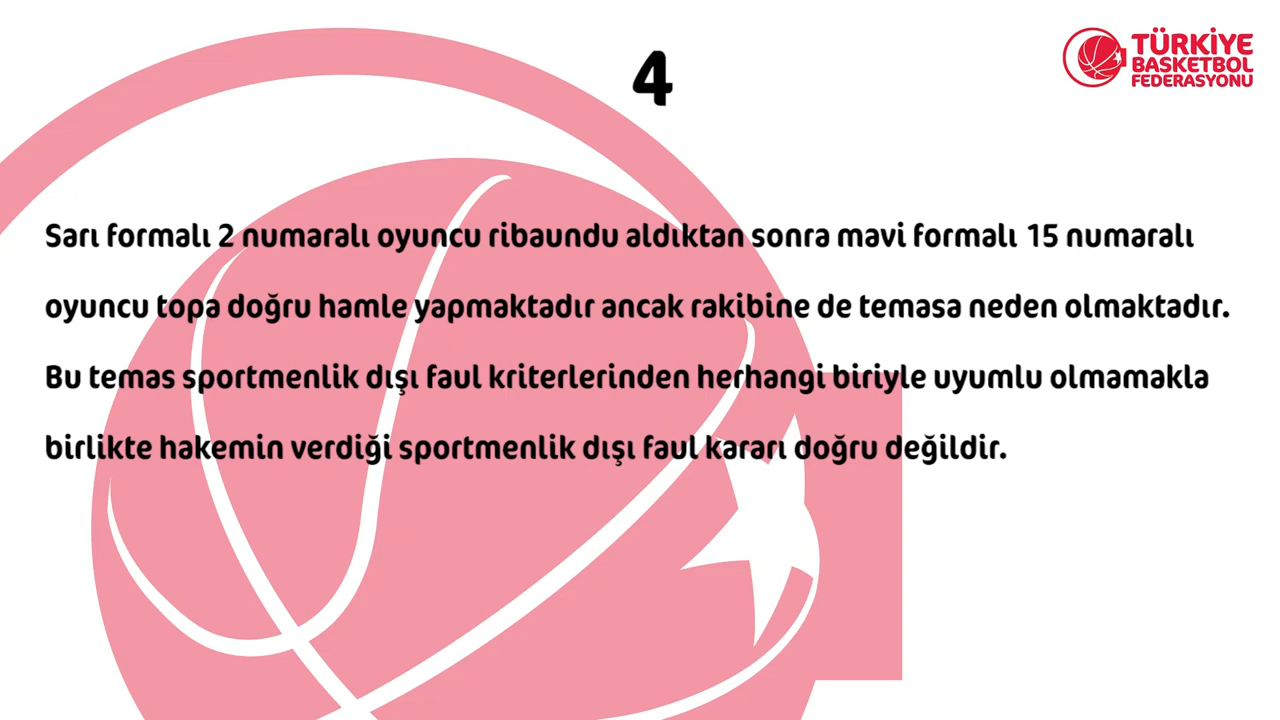 4
TÜRKİYE
BASKETBOL
FEDERASYONU
Sarı formalı 2 numaralı oyuncu ribaundu aldıktan sonra mavi formalı 15 numaralı
oyuncu topa doğru hamle yapmaktadır ancak rakibine de temasa neden olmaktadır.
Bu temas sportmenlik dışı faul kriterlerinden herhangi biriyle uyumlu olmamakla
birlikte hakemin verdiği sportmenlik dışı faul kararı doğru değildir.